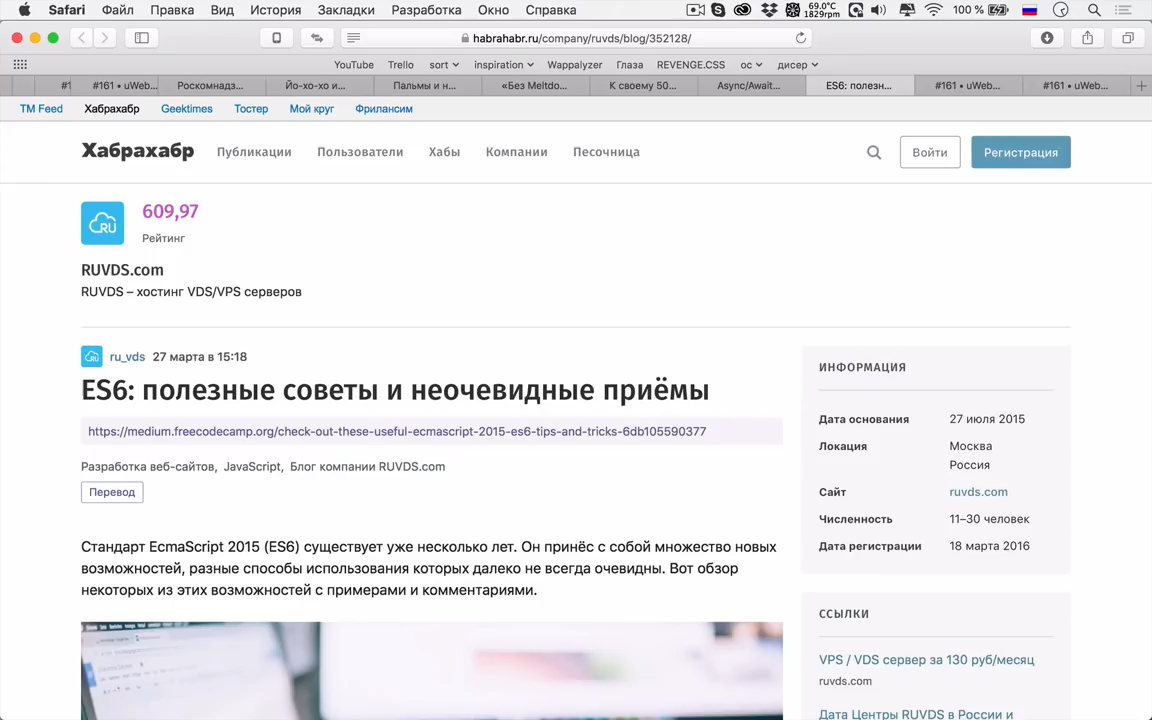 Safari Файл Правка Вид История Закладки Разработка Окно Справка 69.0°C 1829rpm 100 %
habrahabr.ru/company/ruvds/blog/352128/
YouTube Trello sort inspiration Wappalyzer Глаза REVENGE.CSS ос дисер
#1 #161 • uWeb... Роскомнадз... Йо-хо-хо и... Пальмы и н... «Без Meltdo... К своему 50... Async/Await... ES6: полезн... #161 • uWeb... #161 • uWeb...
TM Feed Хабрахабр Geektimes Тостер Мой круг Фрилансим
Хабрахабр Публикации Пользователи Хабы Компании Песочница Войти Регистрация
RU 609,97
Рейтинг
RUVDS.com
RUVDS – хостинг VDS/VPS серверов
ru_vds 27 марта в 15:18
ES6: полезные советы и неочевидные приёмы
https://medium.freecodecamp.org/check-out-these-useful-ecmascript-2015-es6-tips-and-tricks-6db105590377
Разработка веб-сайтов, JavaScript, Блог компании RUVDS.com
Перевод
Стандарт EcmaScript 2015 (ES6) существует уже несколько лет. Он принёс с собой множество новых
возможностей, разные способы использования которых далеко не всегда очевидны. Вот обзор
некоторых из этих возможностей с примерами и комментариями.
ИНФОРМАЦИЯ
Дата основания 27 июля 2015
Локация Москва
Россия
Сайт ruvds.com
Численность 11–30 человек
Дата регистрации 18 марта 2016
ССЫЛКИ
VPS / VDS сервер за 130 руб/месяц
ruvds.com
Дата Центры RUVDS в России и